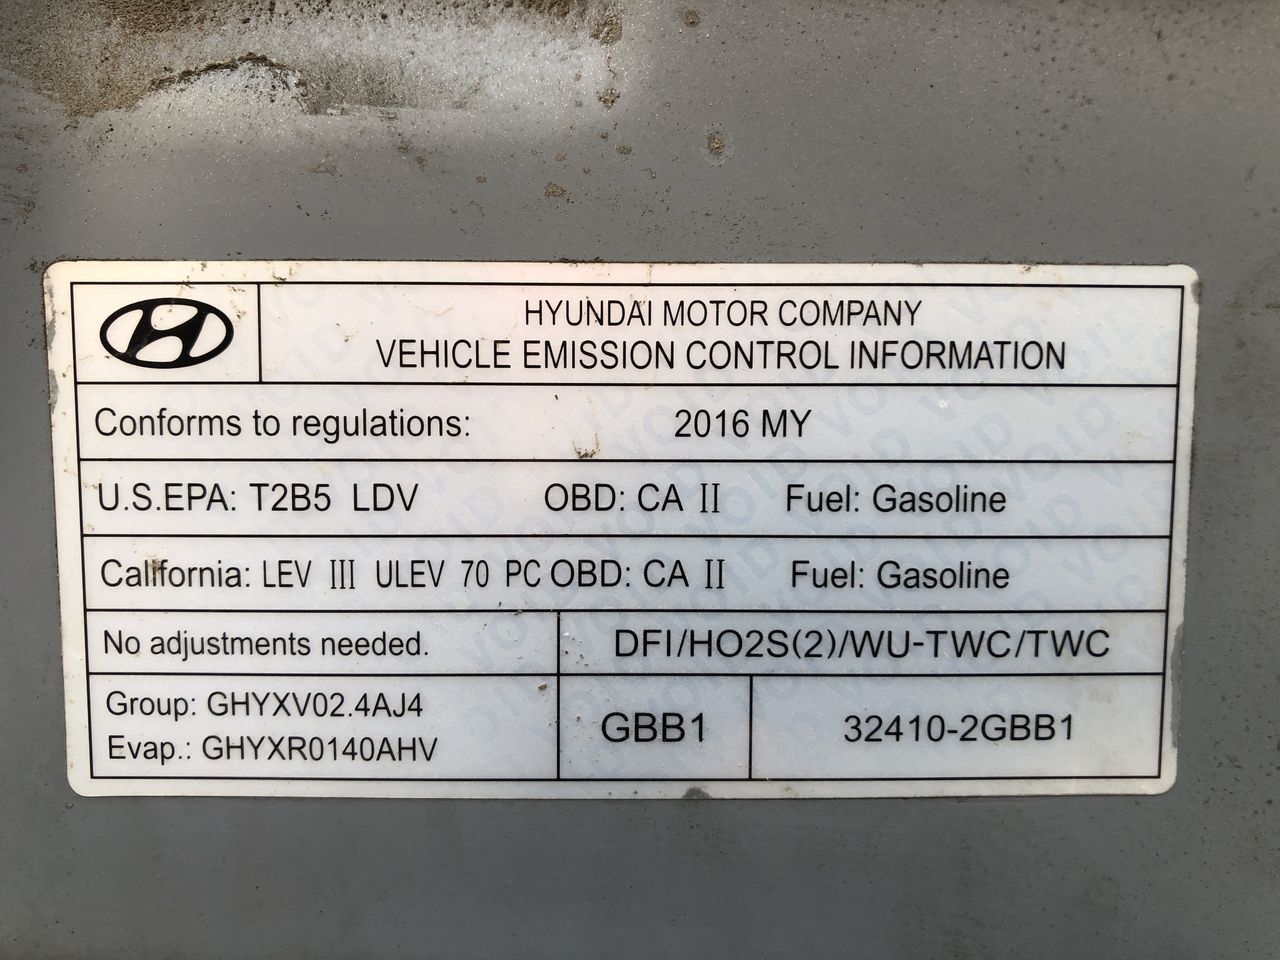 HYUNDAI MOTOR COMPANY
VEHICLE EMISSION CONTROL INFORMATION
Conforms to regulations: 2016 MY
U.S.EPA: T2B5 LDV OBD: CA II Fuel: Gasoline
California: LEV III ULEV 70 PC OBD: CA II Fuel: Gasoline
No adjustments needed. DFI/HO2S(2)/WU-TWC/TWC
Group: GHYXV02.4AJ4
Evap.: GHYXR0140AHV
GBB1 32410-2GBB1